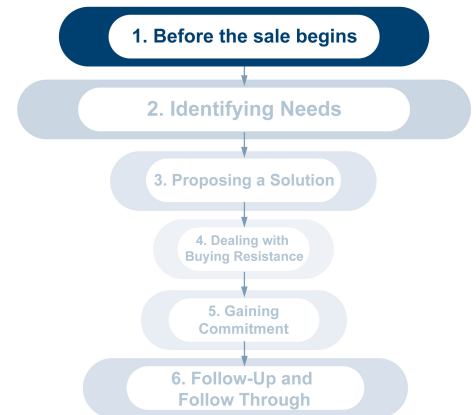 1. Before the sale begins
2. Identifying Needs
3. Proposing a Solution
4. Dealing with
Buying Resistance
5. Gaining
Commitment
6. Follow-Up and
Follow Through